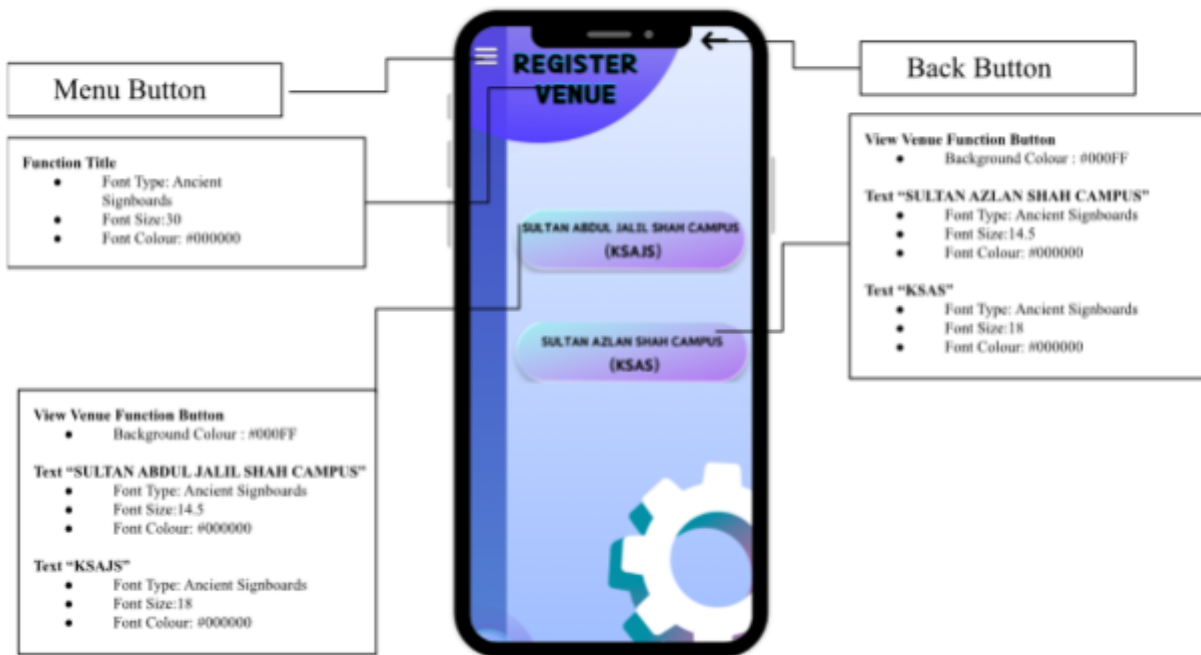 Menu Button
Function Title
● Font Type: Ancient
Signboards
● Font Size:30
● Font Colour: #000000
View Venue Function Button
● Background Colour : #000FF
Text “SULTAN ABDUL JALIL SHAH CAMPUS”
● Font Type: Ancient Signboards
● Font Size:14.5
● Font Colour: #000000
Text “KSAJS”
● Font Type: Ancient Signboards
● Font Size:18
● Font Colour: #000000
REGISTER
VENUE
SULTAN ABDUL JALIL SHAH CAMPUS
(KSAJS)
SULTAN AZLAN SHAH CAMPUS
(KSAS)
Back Button
View Venue Function Button
● Background Colour : #000FF
Text “SULTAN AZLAN SHAH CAMPUS”
● Font Type: Ancient Signboards
● Font Size:14.5
● Font Colour: #000000
Text “KSAS”
● Font Type: Ancient Signboards
● Font Size:18
● Font Colour: #000000